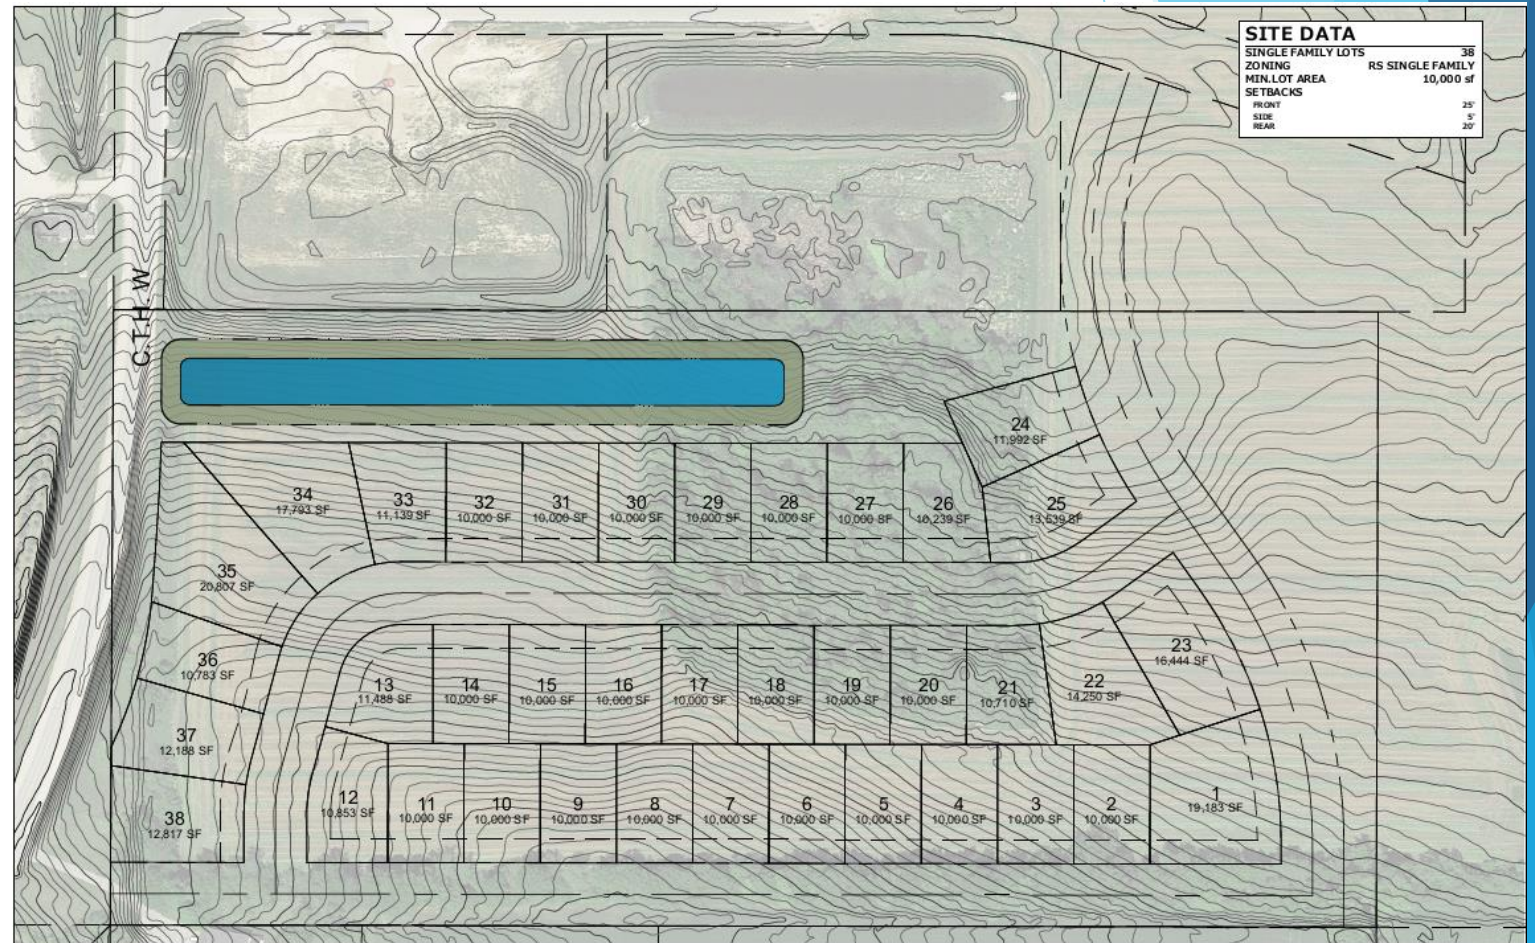 SITE DATA
SINGLE FAMILY LOTS 38
ZONING RS SINGLE FAMILY
MIN.LOT AREA 10,000 sf
SETBACKS
FRONT 25'
SIDE 5'
REAR 20'
C.T.H. W
24
11,992 SF
34
17,793 SF
33
11,139 SF
32
10,000 SF
31
10,000 SF
30
10,000 SF
29
10,000 SF
28
10,000 SF
27
10,000 SF
26
10,239 SF
25
13,539 SF
35
20,807 SF
36
10,783 SF
37
12,188 SF
38
12,817 SF
13
11,488 SF
14
10,000 SF
15
10,000 SF
16
10,000 SF
17
10,000 SF
18
10,000 SF
19
10,000 SF
20
10,000 SF
21
10,710 SF
22
14,250 SF
23
16,444 SF
12
10,853 SF
11
10,000 SF
10
10,000 SF
9
10,000 SF
8
10,000 SF
7
10,000 SF
6
10,000 SF
5
10,000 SF
4
10,000 SF
3
10,000 SF
2
10,000 SF
1
19,183 SF